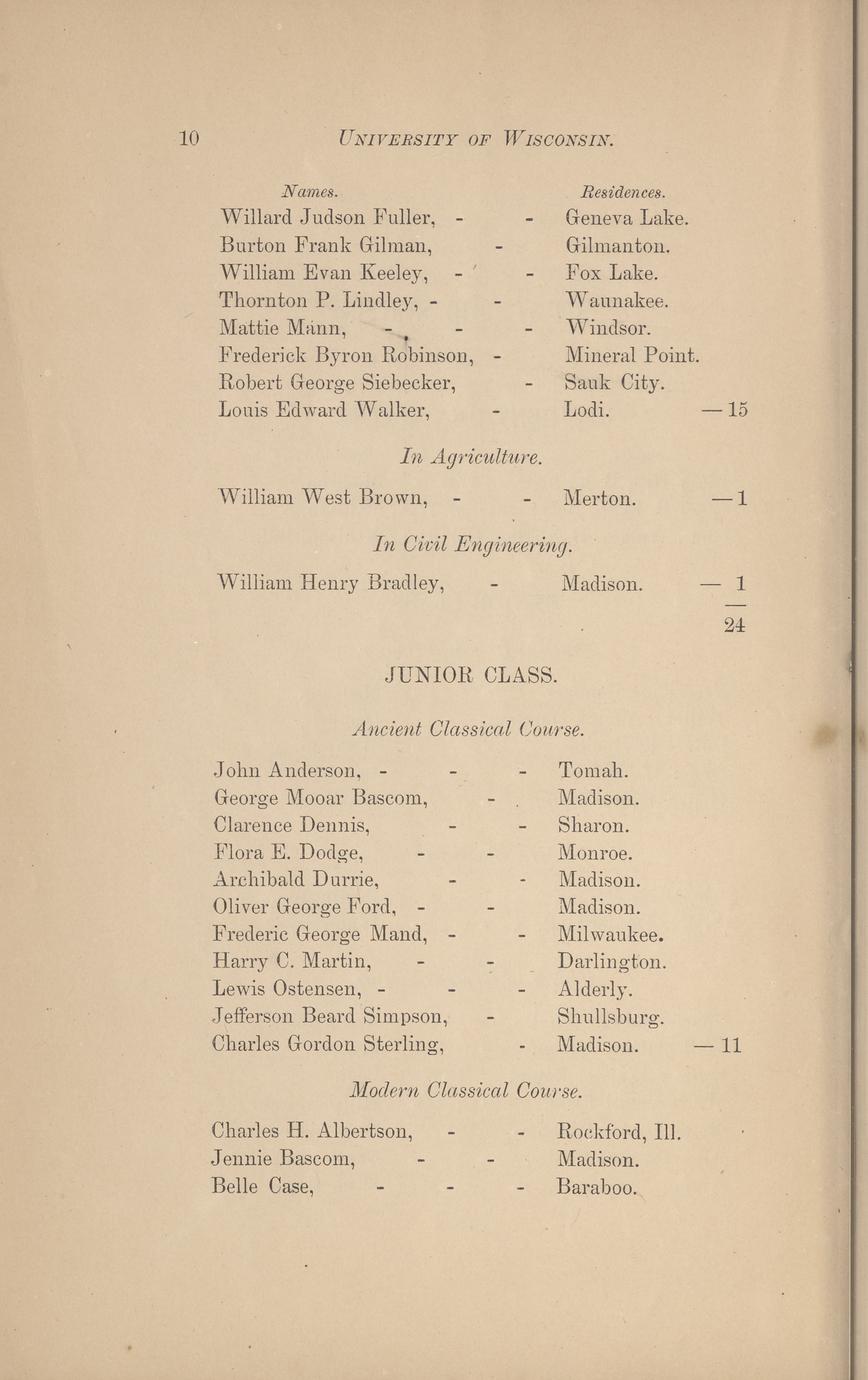 10 UNIVERSITY OF WISCONSIN.
Names. Residences.
Willard Judson Fuller, - - Geneva Lake.
Burton Frank Gilman, - Gilmanton.
William Evan Keeley, - - Fox Lake.
Thornton P. Lindley, - - Waunakee.
Mattie Mann, - - - Windsor.
Frederick Byron Robinson, - Mineral Point.
Robert George Siebecker, - Sauk City.
Louis Edward Walker, - Lodi. — 15
In Agriculture.
William West Brown, - - Merton. — 1
In Civil Engineering.
William Henry Bradley, - Madison. — 1
24
JUNIOR CLASS.
Ancient Classical Course.
John Anderson, - - - Tomah.
George Mooar Bascom, - Madison.
Clarence Dennis, - - Sharon.
Flora E. Dodge, - - Monroe.
Archibald Durrie, - - Madison.
Oliver George Ford, - - Madison.
Frederic George Mand, - - Milwaukee.
Harry C. Martin, - - Darlington.
Lewis Ostensen, - - - Alderly.
Jefferson Beard Simpson, - Shullsburg.
Charles Gordon Sterling, - Madison. — 11
Modern Classical Course.
Charles H. Albertson, - - Rockford, Ill.
Jennie Bascom, - - Madison.
Belle Case, - - - Baraboo.